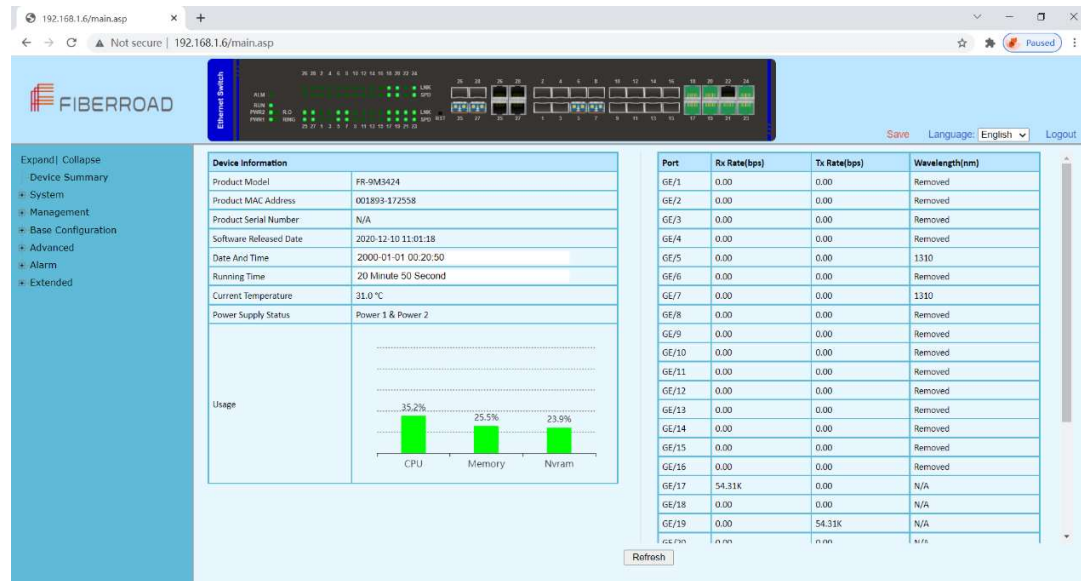 192.168.1.6/main.asp
Not secure | 192.168.1.6/main.asp
Paused
FIBERROAD
Ethernet Switch
ALM
RUN
PWR2 R.O
PWR1 RING
LNK
SPD
LNK
SPD
Save Language: English Logout
Expand| Collapse
Device Summary
System
Management
Base Configuration
Advanced
Alarm
Extended
Device Information
Product Model FR-9M3424
Product MAC Address 001893-172558
Product Serial Number N/A
Software Released Date 2020-12-10 11:01:18
Date And Time 2000-01-01 00:20:50
Running Time 20 Minute 50 Second
Current Temperature 31.0 °C
Power Supply Status Power 1 & Power 2
Usage
35.2%
25.5%
23.9%
CPU Memory Nvram
Port Rx Rate(bps) Tx Rate(bps) Wavelength(nm)
GE/1 0.00 0.00 Removed
GE/2 0.00 0.00 Removed
GE/3 0.00 0.00 Removed
GE/4 0.00 0.00 Removed
GE/5 0.00 0.00 1310
GE/6 0.00 0.00 Removed
GE/7 0.00 0.00 1310
GE/8 0.00 0.00 Removed
GE/9 0.00 0.00 Removed
GE/10 0.00 0.00 Removed
GE/11 0.00 0.00 Removed
GE/12 0.00 0.00 Removed
GE/13 0.00 0.00 Removed
GE/14 0.00 0.00 Removed
GE/15 0.00 0.00 Removed
GE/16 0.00 0.00 Removed
GE/17 54.31K 0.00 N/A
GE/18 0.00 0.00 N/A
GE/19 0.00 54.31K N/A
Refresh